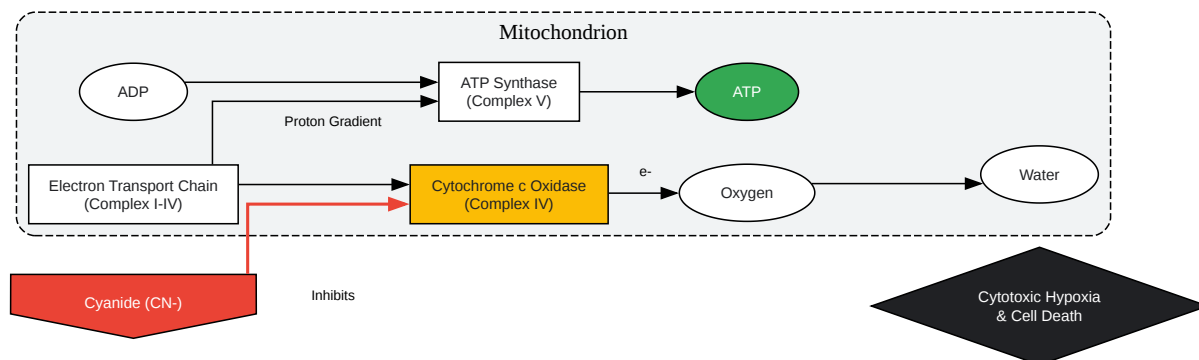 Mitochondrion
ADP
ATP Synthase
(Complex V)
ATP
Proton Gradient
Electron Transport Chain
(Complex I-IV)
Cytochrome c Oxidase
(Complex IV)
e-
Oxygen
Water
Cyanide (CN-)
Inhibits
Cytotoxic Hypoxia
& Cell Death